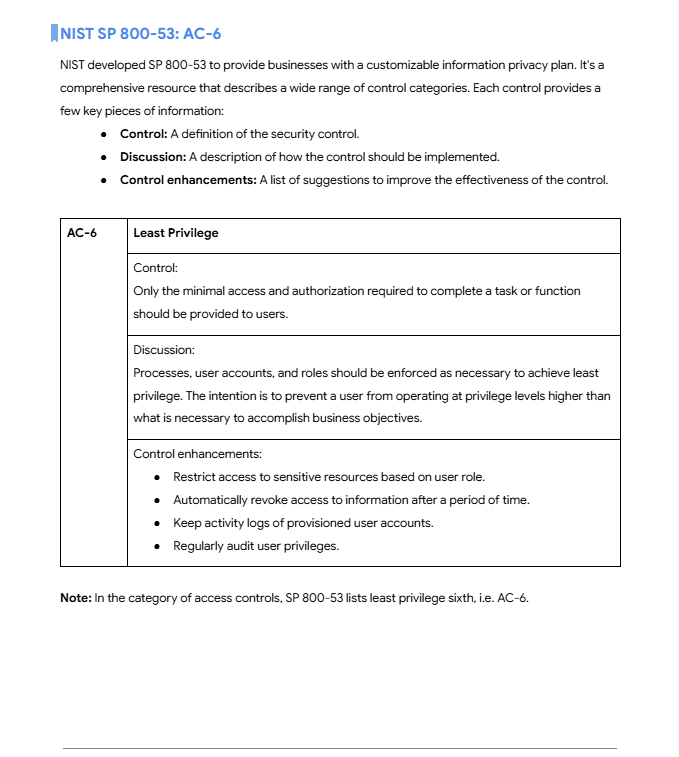 NIST SP 800-53: AC-6
NIST developed SP 800-53 to provide businesses with a customizable information privacy plan. It's a
comprehensive resource that describes a wide range of control categories. Each control provides a
few key pieces of information:
● Control: A definition of the security control.
● Discussion: A description of how the control should be implemented.
● Control enhancements: A list of suggestions to improve the effectiveness of the control.
AC-6
Least Privilege
Control:
Only the minimal access and authorization required to complete a task or function
should be provided to users.
Discussion:
Processes, user accounts, and roles should be enforced as necessary to achieve least
privilege. The intention is to prevent a user from operating at privilege levels higher than
what is necessary to accomplish business objectives.
Control enhancements:
● Restrict access to sensitive resources based on user role.
● Automatically revoke access to information after a period of time.
● Keep activity logs of provisioned user accounts.
● Regularly audit user privileges.
Note: In the category of access controls, SP 800-53 lists least privilege sixth, i.e. AC-6.